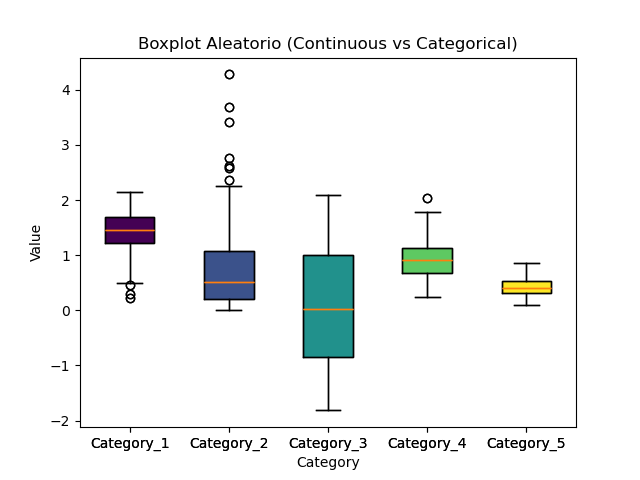 Boxplot Aleatorio (Continuous vs Categorical)
Value
4
3
2
1
0
−1
−2
Category_1 Category_2 Category_3 Category_4 Category_5
Category